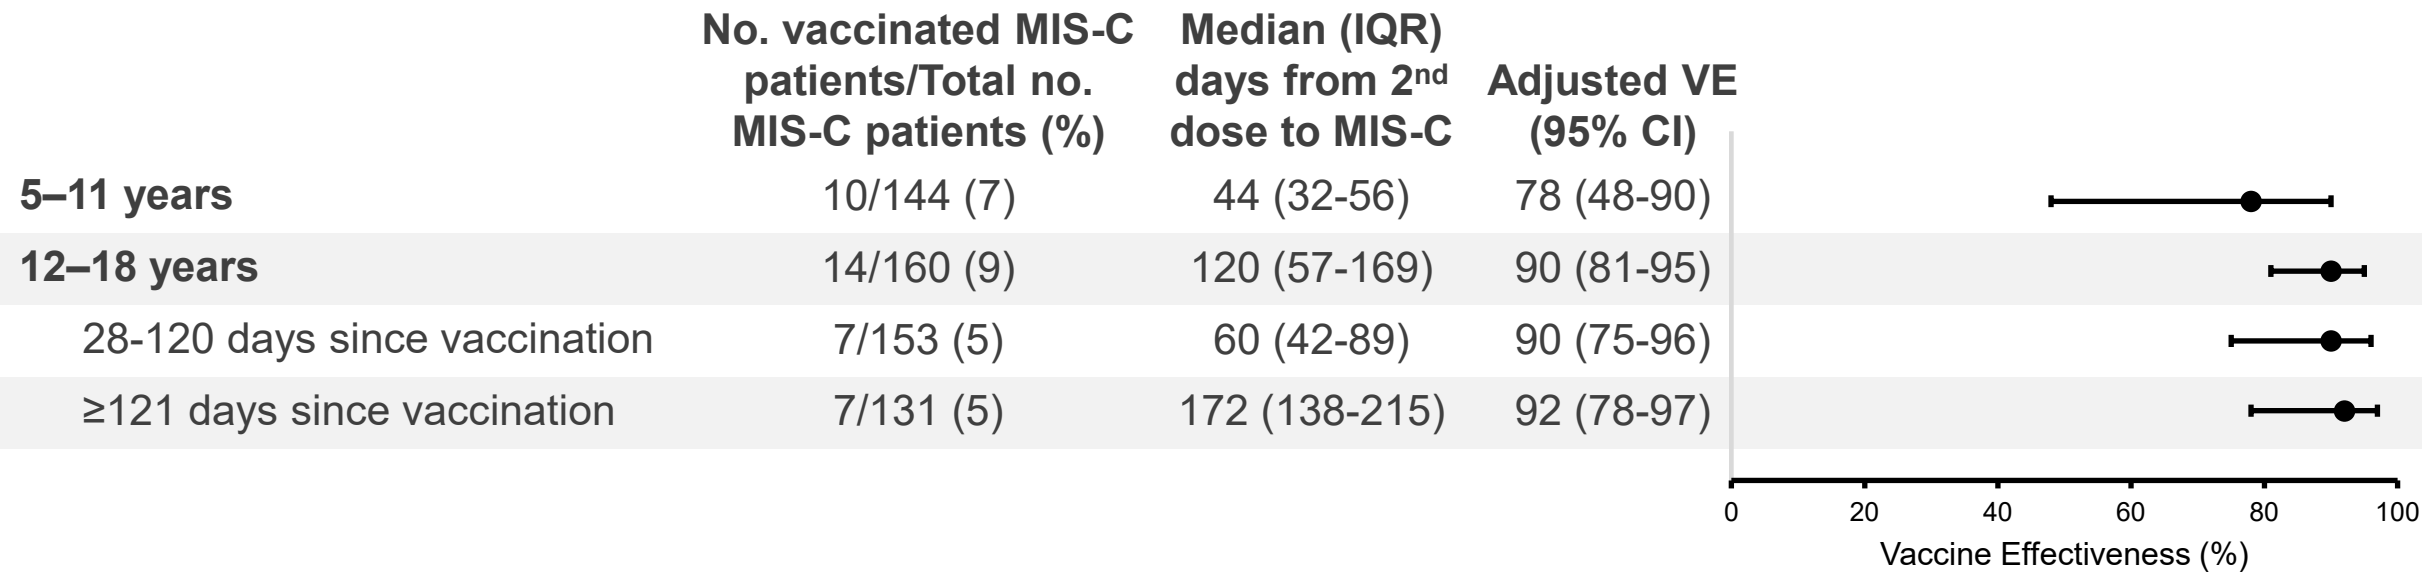 No. vaccinated MIS-C patients/Total no. MIS-C patients (%)
Median (IQR) days from 2nd dose to MIS-C
Adjusted VE (95% CI)
5–11 years 10/144 (7) 44 (32-56) 78 (48-90)
12–18 years 14/160 (9) 120 (57-169) 90 (81-95)
28-120 days since vaccination 7/153 (5) 60 (42-89) 90 (75-96)
≥121 days since vaccination 7/131 (5) 172 (138-215) 92 (78-97)
0 20 40 60 80 100
Vaccine Effectiveness (%)